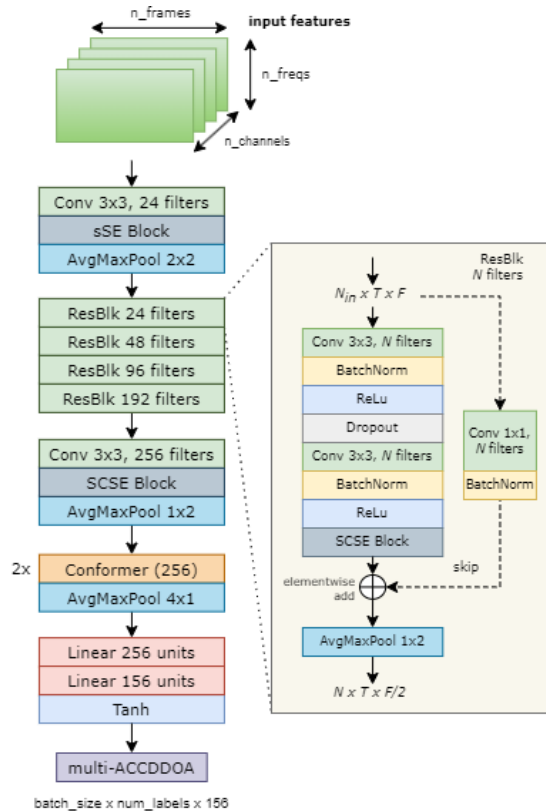 n_frames
input features
n_freqs
n_channels
Conv 3x3, 24 filters
sSE Block
AvgMaxPool 2x2
ResBlk 24 filters
ResBlk 48 filters
ResBlk 96 filters
ResBlk 192 filters
Conv 3x3, 256 filters
SCSE Block
AvgMaxPool 1x2
2x
Conformer (256)
AvgMaxPool 4x1
Linear 256 units
Linear 156 units
Tanh
multi-ACCDDOA
batch_size x num_labels x 156
ResBlk
N filters
N_in x T x F
Conv 3x3, N filters
BatchNorm
ReLu
Dropout
Conv 3x3, N filters
BatchNorm
ReLu
SCSE Block
Conv 1x1,
N filters
BatchNorm
skip
elementwise
add
AvgMaxPool 1x2
N x T x F/2